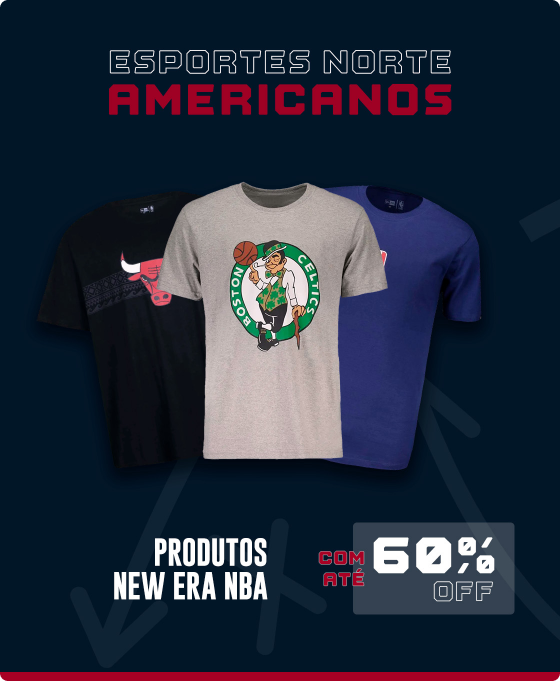 ESPORTES NORTE
AMERICANOS
BOSTON CELTICS
PRODUTOS
NEW ERA NBA
COM
ATÉ
60%
OFF